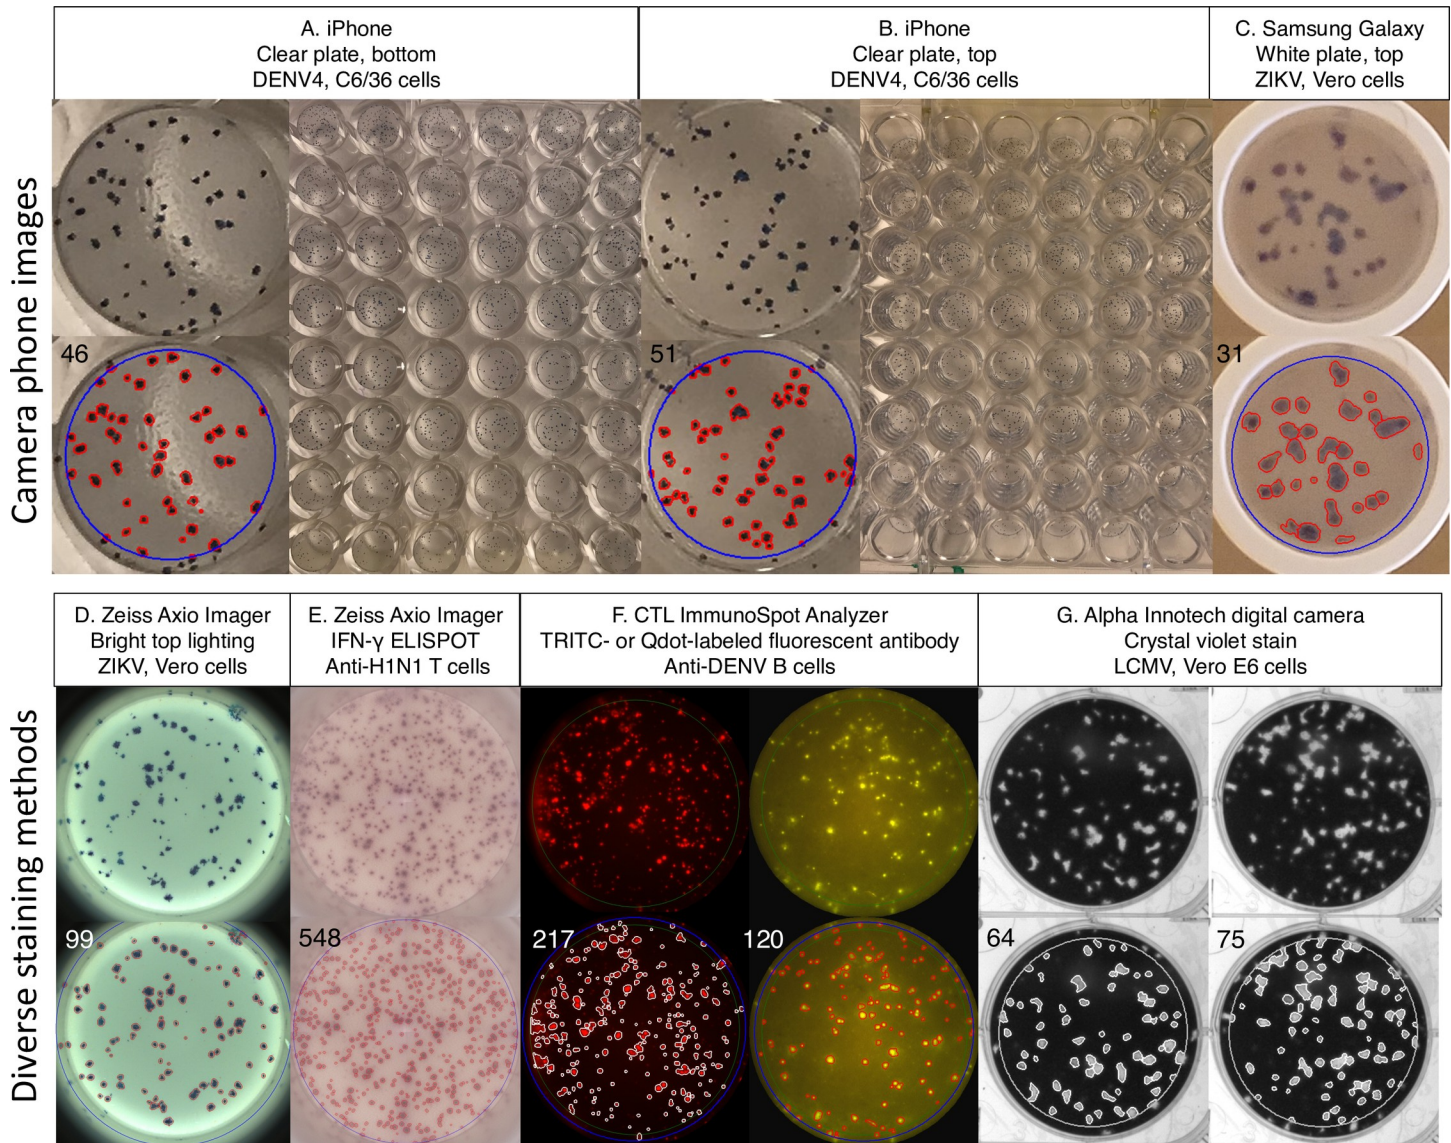 A. iPhone
Clear plate, bottom
DENV4, C6/36 cells
B. iPhone
Clear plate, top
DENV4, C6/36 cells
C. Samsung Galaxy
White plate, top
ZIKV, Vero cells
Camera phone images
46
51
31
D. Zeiss Axio Imager
Bright top lighting
ZIKV, Vero cells
E. Zeiss Axio Imager
IFN-γ ELISPOT
Anti-H1N1 T cells
F. CTL ImmunoSpot Analyzer
TRITC- or Qdot-labeled fluorescent antibody
Anti-DENV B cells
G. Alpha Innotech digital camera
Crystal violet stain
LCMV, Vero E6 cells
Diverse staining methods
99
548
217
120
64
75